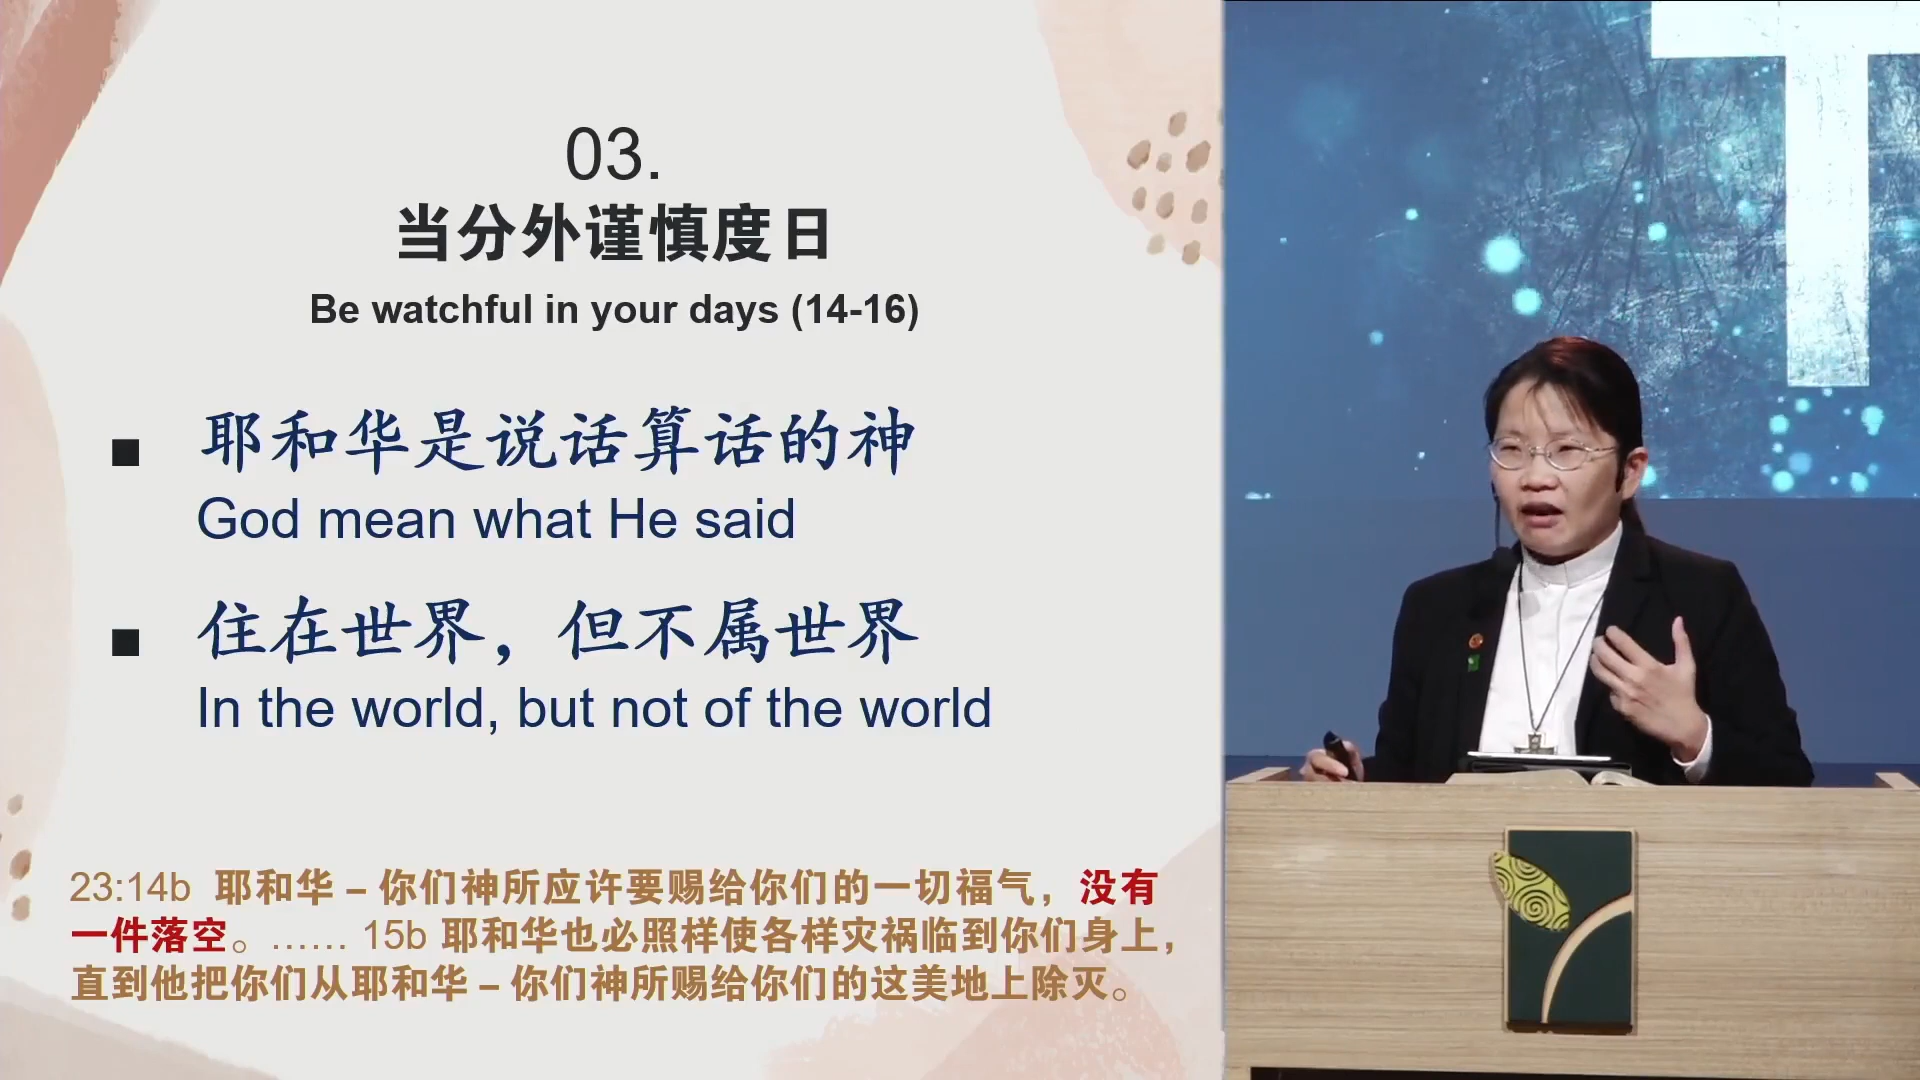 03.
当分外谨慎度日
Be watchful in your days (14-16)
■ 耶和华是说话算话的神
God mean what He said
■ 住在世界，但不属世界
In the world, but not of the world
23:14b 耶和华－你们神所应许要赐给你们的一切福气，没有
一件落空。…… 15b 耶和华也必照样使各样灾祸临到你们身上，
直到他把你们从耶和华－你们神所赐给你们的这美地上除灭。
T